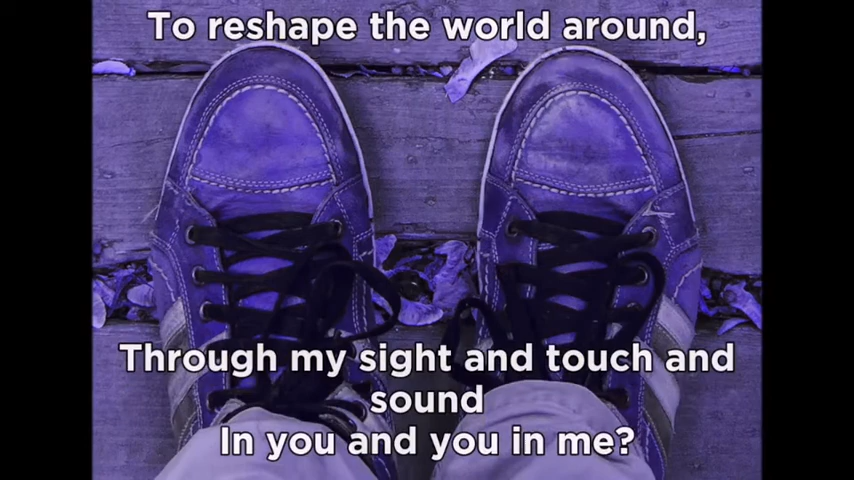 To reshape the world around,
Through my sight and touch and
sound
In you and you in me?